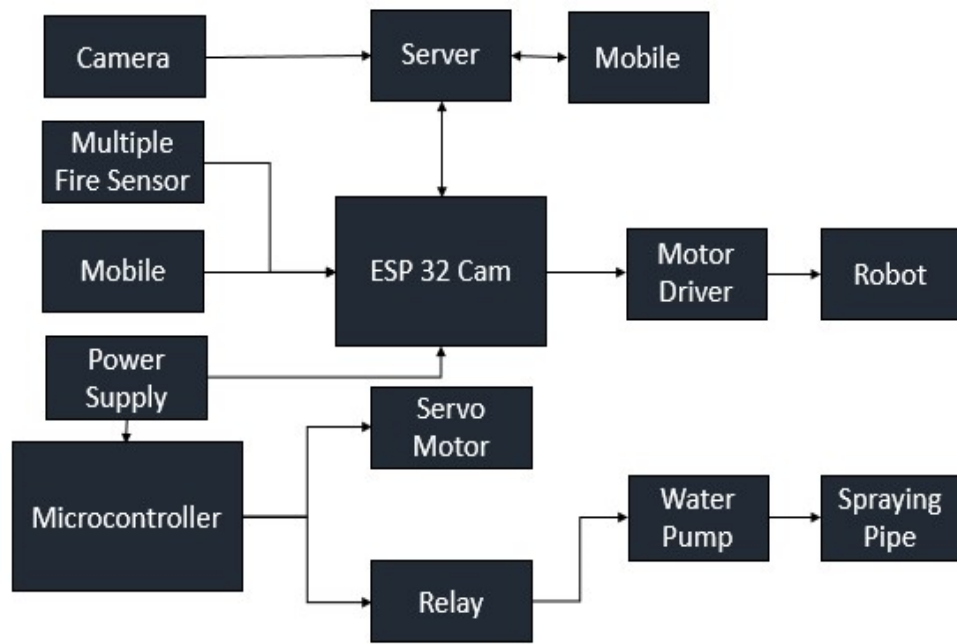 Camera
Server
Mobile
Multiple
Fire Sensor
Mobile
ESP 32 Cam
Motor
Driver
Robot
Power
Supply
Servo
Motor
Microcontroller
Water
Pump
Spraying
Pipe
Relay